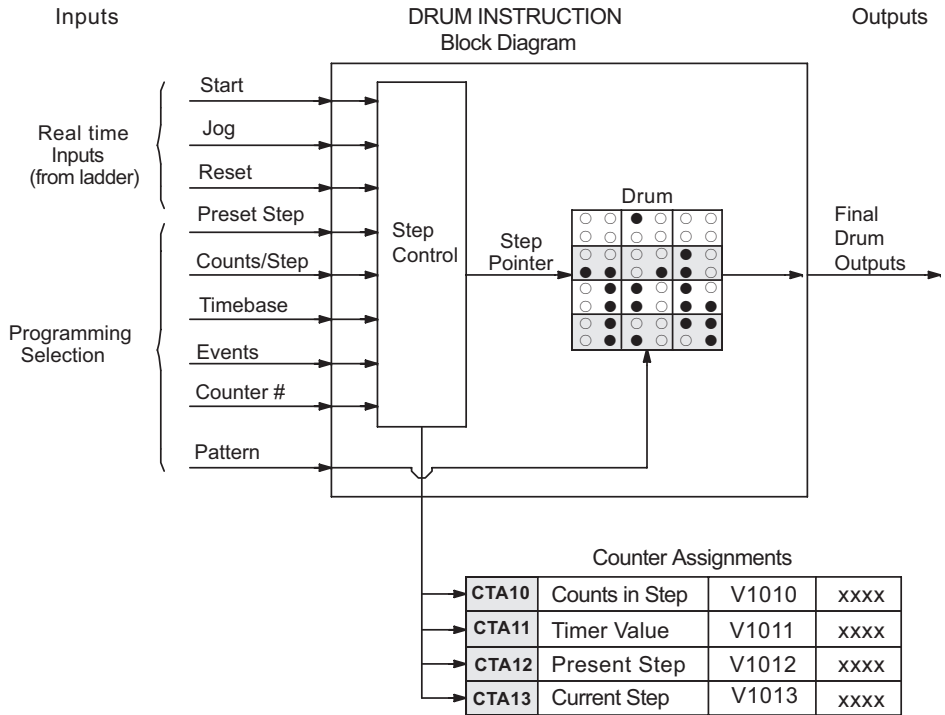 Inputs
DRUM INSTRUCTION
Block Diagram
Outputs
Real time
Inputs
(from ladder)
Start
Jog
Reset
Programming
Selection
Preset Step
Counts/Step
Timebase
Events
Counter #
Pattern
Step
Control
Step
Pointer
Drum
Final
Drum
Outputs
Counter Assignments
CTA10 Counts in Step V1010 xxxx
CTA11 Timer Value V1011 xxxx
CTA12 Present Step V1012 xxxx
CTA13 Current Step V1013 xxxx